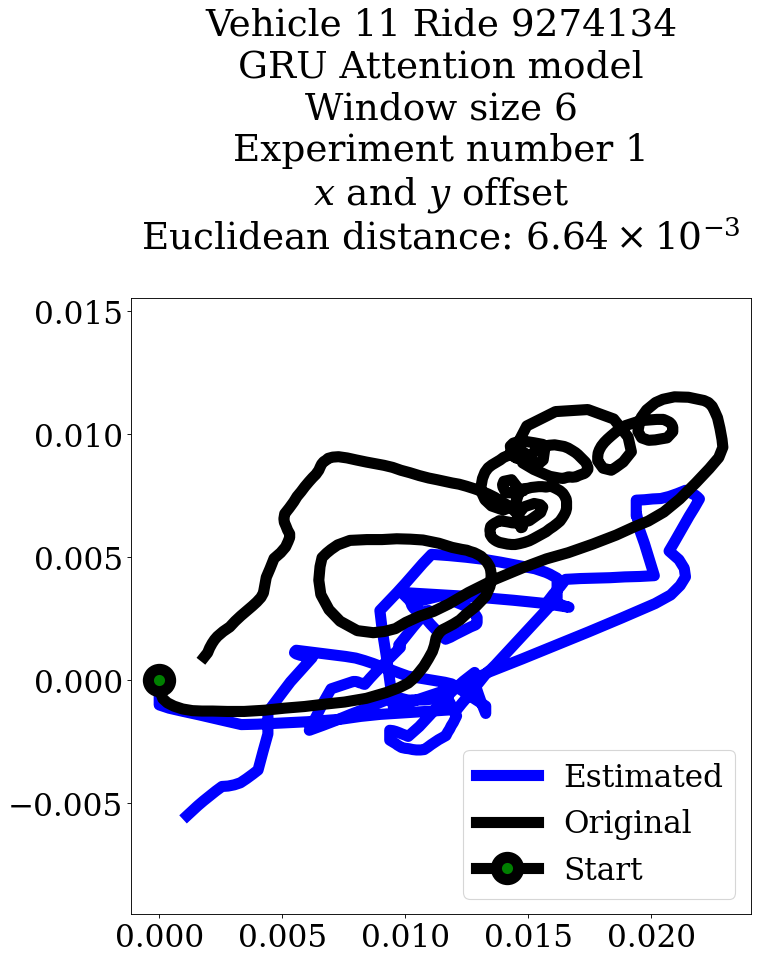 Vehicle 11 Ride 9274134
GRU Attention model
Window size 6
Experiment number 1
x and y offset
Euclidean distance: 6.64 × 10⁻³
0.015
0.010
0.005
0.000
−0.005
Estimated
Original
Start
0.000 0.005 0.010 0.015 0.020